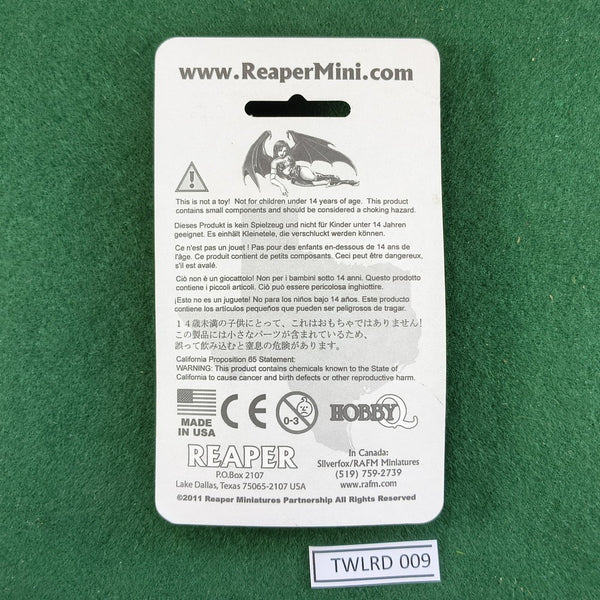 www.ReaperMini.com
This is not a toy! Not for children under 14 years of age. This product
contains small components and should be considered a choking hazard.
Dieses Produkt is kein Spielzeug und nicht für Kinder unter 14 Jahren
geeignet. Es einhält Kleinetele, die verschluckt werden können.
Ce n'est pas un jouet ! Pas pour des enfants en-dessous de 14 ans de
l'âge. Ce produit contient de petits composants. Ceci peut être dangereux,
s'il est avalé.
Ciò non è un giocattolo! Non per i bambini sotto 14 anni. Questo prodotto
contiene i piccoli articoli. Ciò può essere pericolosa inghiottire.
¡Esto no es un juguete! No para los niños bajo 14 años. Este producto
contiene los artículos pequeños que pueden ser peligrosos de tragar.
14歳未満の子供にとって、これはおもちゃではありません!
この製品には小さなパーツが含まれているため、
誤って飲み込むと窒息の危険があります。
California Proposition 65 Statement:
WARNING: This product contains chemicals known to the State of
California to cause cancer and birth defects or other reproductive harm.
MADE
IN USA
CE
0-3
HOBBY Q
REAPER
P.O.Box 2107
Lake Dallas, Texas 75065-2107 USA
In Canada:
Silverfox/RAFM Miniatures
(519) 759-2739
www.rafm.com
©2011 Reaper Miniatures Partnership All Rights Reserved
TWLRD 009